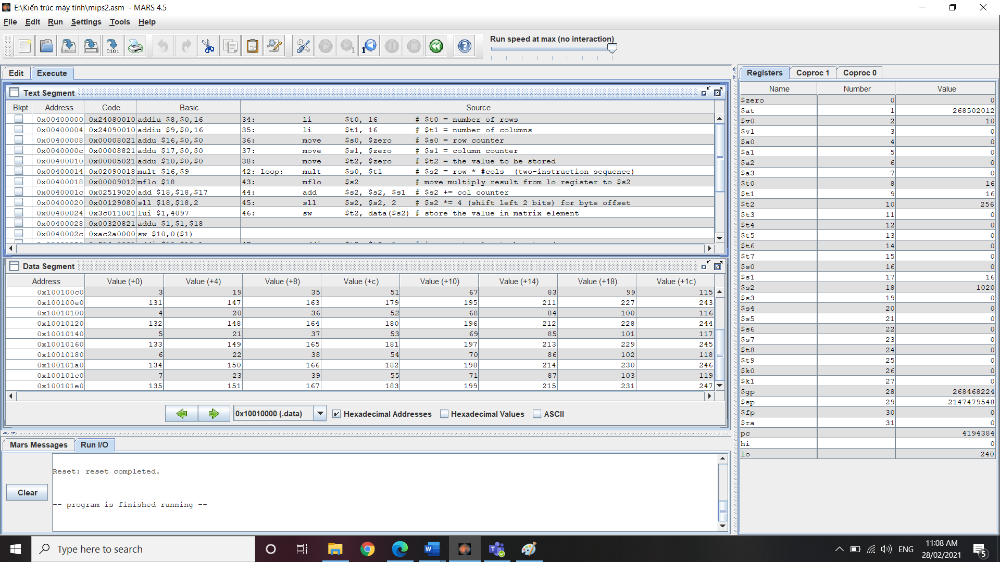 E:\Kiến trúc máy tính\mips2.asm - MARS 4.5
File Edit Run Settings Tools Help
Run speed at max (no interaction)
Edit Execute
Text Segment
Bkpt Address Code Basic Source
0x00400000 0x24080010 addiu $8,$0,16 34: li $t0, 16 # $t0 = number of rows
0x00400004 0x24090010 addiu $9,$0,16 35: li $t1, 16 # $t1 = number of columns
0x00400008 0x00008021 addu $16,$0,$0 36: move $s0, $zero # $s0 = row counter
0x0040000c 0x00008821 addu $17,$0,$0 37: move $s1, $zero # $s1 = column counter
0x00400010 0x00005021 addu $10,$0,$0 38: move $t2, $zero # $t2 = the value to be stored
0x00400014 0x02090018 mult $16,$9 42: loop: mult $s0, $t1 # $s2 = row * #cols (two-instruction sequence)
0x00400018 0x00009012 mflo $18 43: mflo $s2 # move multiply result from lo register to $s2
0x0040001c 0x02519020 add $18,$18,$17 44: add $s2, $s2, $s1 # $s2 += col counter
0x00400020 0x00129080 sll $18,$18,2 45: sll $s2, $s2, 2 # $s2 *= 4 (shift left 2 bits) for byte offset
0x00400024 0x3c011001 lui $1,4097 46: sw $t2, data($s2) # store the value in matrix element
0x00400028 0x00320821 addu $1,$1,$18
0x0040002c 0xac2a0000 sw $10,0($1)
Data Segment
Address Value (+0) Value (+4) Value (+8) Value (+c) Value (+10) Value (+14) Value (+18) Value (+1c)
0x100100c0 3 19 35 51 67 83 99 115
0x100100e0 131 147 163 179 195 211 227 243
0x10010100 4 20 36 52 68 84 100 116
0x10010120 132 148 164 180 196 212 228 244
0x10010140 5 21 37 53 69 85 101 117
0x10010160 133 149 165 181 197 213 229 245
0x10010180 6 22 38 54 70 86 102 118
0x100101a0 134 150 166 182 198 214 230 246
0x100101c0 7 23 39 55 71 87 103 119
0x100101e0 135 151 167 183 199 215 231 247
0x10010000 (.data) Hexadecimal Addresses Hexadecimal Values ASCII
Mars Messages Run I/O
Reset: reset completed.
Clear
-- program is finished running --
Registers Coproc 1 Coproc 0
Name Number Value
$zero 0 0
$at 1 268502012
$v0 2 10
$v1 3 0
$a0 4 0
$a1 5 0
$a2 6 0
$a3 7 0
$t0 8 16
$t1 9 16
$t2 10 256
$t3 11 0
$t4 12 0
$t5 13 0
$t6 14 0
$t7 15 0
$s0 16 0
$s1 17 16
$s2 18 1020
$s3 19 0
$s4 20 0
$s5 21 0
$s6 22 0
$s7 23 0
$t8 24 0
$t9 25 0
$k0 26 0
$k1 27 0
$gp 28 268468224
$sp 29 2147479548
$fp 30 0
$ra 31 0
pc 4194384
hi 0
lo 240
Type here to search
ENG
11:08 AM
28/02/2021
5